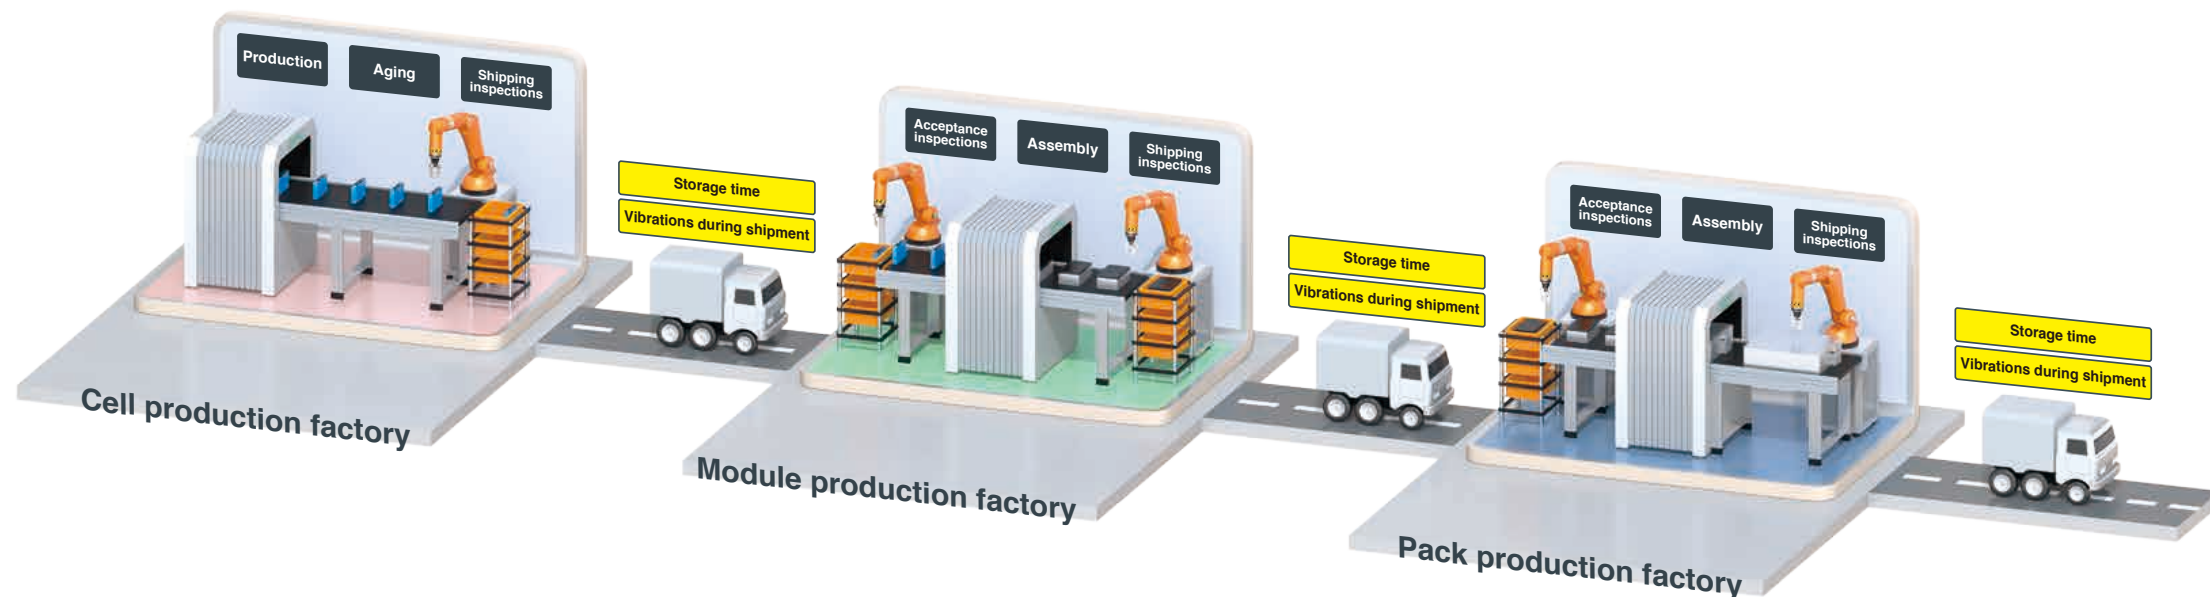 Production
Aging
Shipping
inspections
Storage time
Vibrations during shipment
Cell production factory
Acceptance
inspections
Assembly
Shipping
inspections
Storage time
Vibrations during shipment
Module production factory
Acceptance
inspections
Assembly
Shipping
inspections
Storage time
Vibrations during shipment
Pack production factory